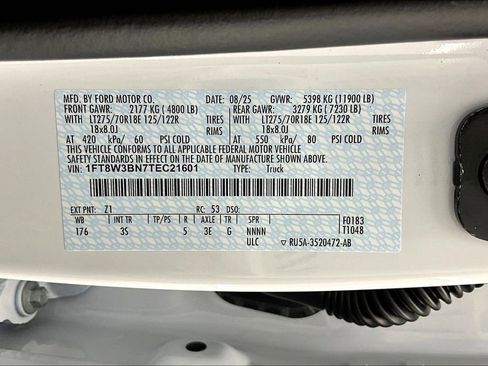 MFD. BY FORD MOTOR CO. 08/25 GVWR: 5398 KG (11900 LB)
FRONT GAWR: 2177 KG (4800 LB) REAR GAWR: 3279 KG (7230 LB)
WITH LT275/70R18E 125/122R TIRES WITH LT275/70R18E 125/122R TIRES
18x8.0J RIMS 18x8.0J RIMS
AT 420 kPa/ 60 PSI COLD AT 550 kPa/ 80 PSI COLD
THIS VEHICLE CONFORMS TO ALL APPLICABLE FEDERAL MOTOR VEHICLE
SAFETY STANDARDS IN EFFECT ON THE DATE OF MANUFACTURE SHOWN ABOVE.
VIN: 1FT8W3BN7TEC21601 TYPE: Truck
EXT PNT: Z1 RC: 53 DSO: F0183
WB INT TR TP/PS R AXLE TR SPR T1048
176 3S 5 3E G NNNN
ULC RU5A-3520472-AB